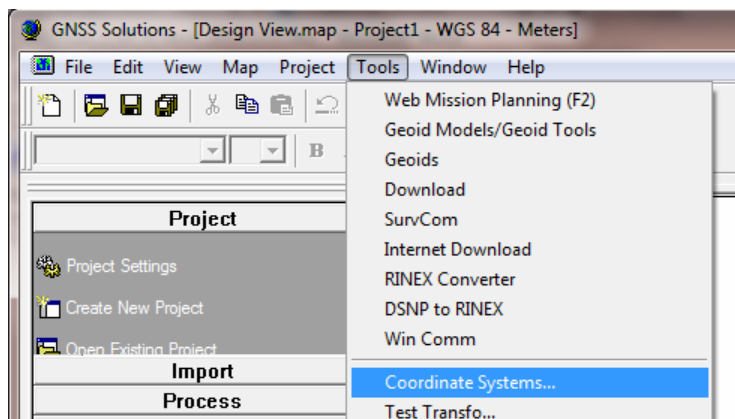 GNSS Solutions - [Design View.map - Project1 - WGS 84 - Meters]
File Edit View Map Project Tools Window Help
Web Mission Planning (F2)
Geoid Models/Geoid Tools
B
Geoids
Download
Project
SurvCom
Internet Download
Project Settings
RINEX Converter
Create New Project
DSNP to RINEX
Win Comm
Open Existing Project
Import
Coordinate Systems...
Process
Test Transfo...